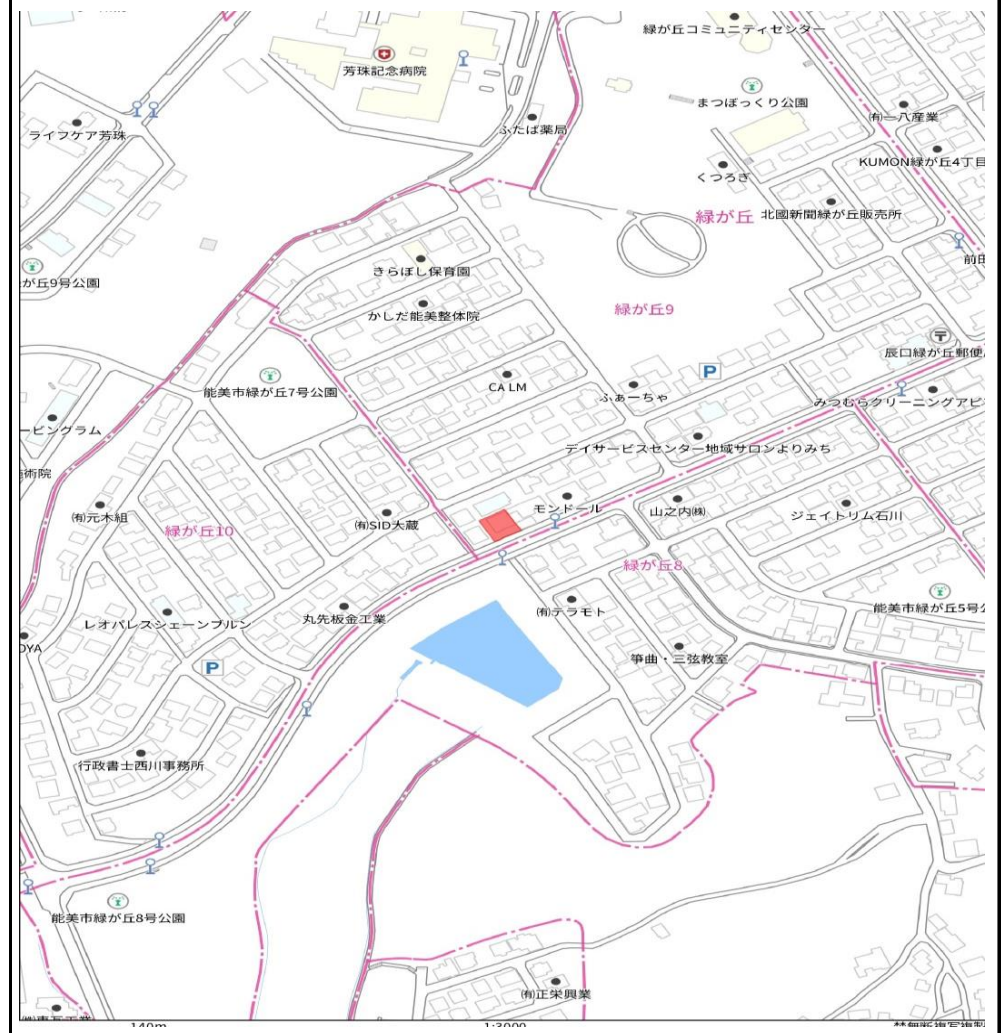 緑が丘コミュニティセンター
芳珠記念病院
まつぼっくり公園
(有)一八産業
ライフケア芳珠
ふたば薬局
KUMON緑が丘4丁目
くつろぎ
緑が丘
北國新聞緑が丘販売所
前田
きらぼし保育園
が丘9号公園
緑が丘9
かしだ能美整体院
辰口緑が丘郵便
P
能美市緑が丘7号公園
CALM
ふぁーちゃ
みつむらクリーニングアピ
ービングラム
デイサービスセンター地域サロンよりみち
術院
(有)元木組
(有)SID大蔵
モンドール
山之内(株)
ジェイトリム石川
緑が丘10
緑が丘8
レオパレスシェーンブルン
丸先板金工業
(有)テラモト
能美市緑が丘5号公
OYA
P
箏曲・三弦教室
行政書士西川事務所
能美市緑が丘8号公園
(有)正栄興業
140m
1:3000
禁無断複写複製